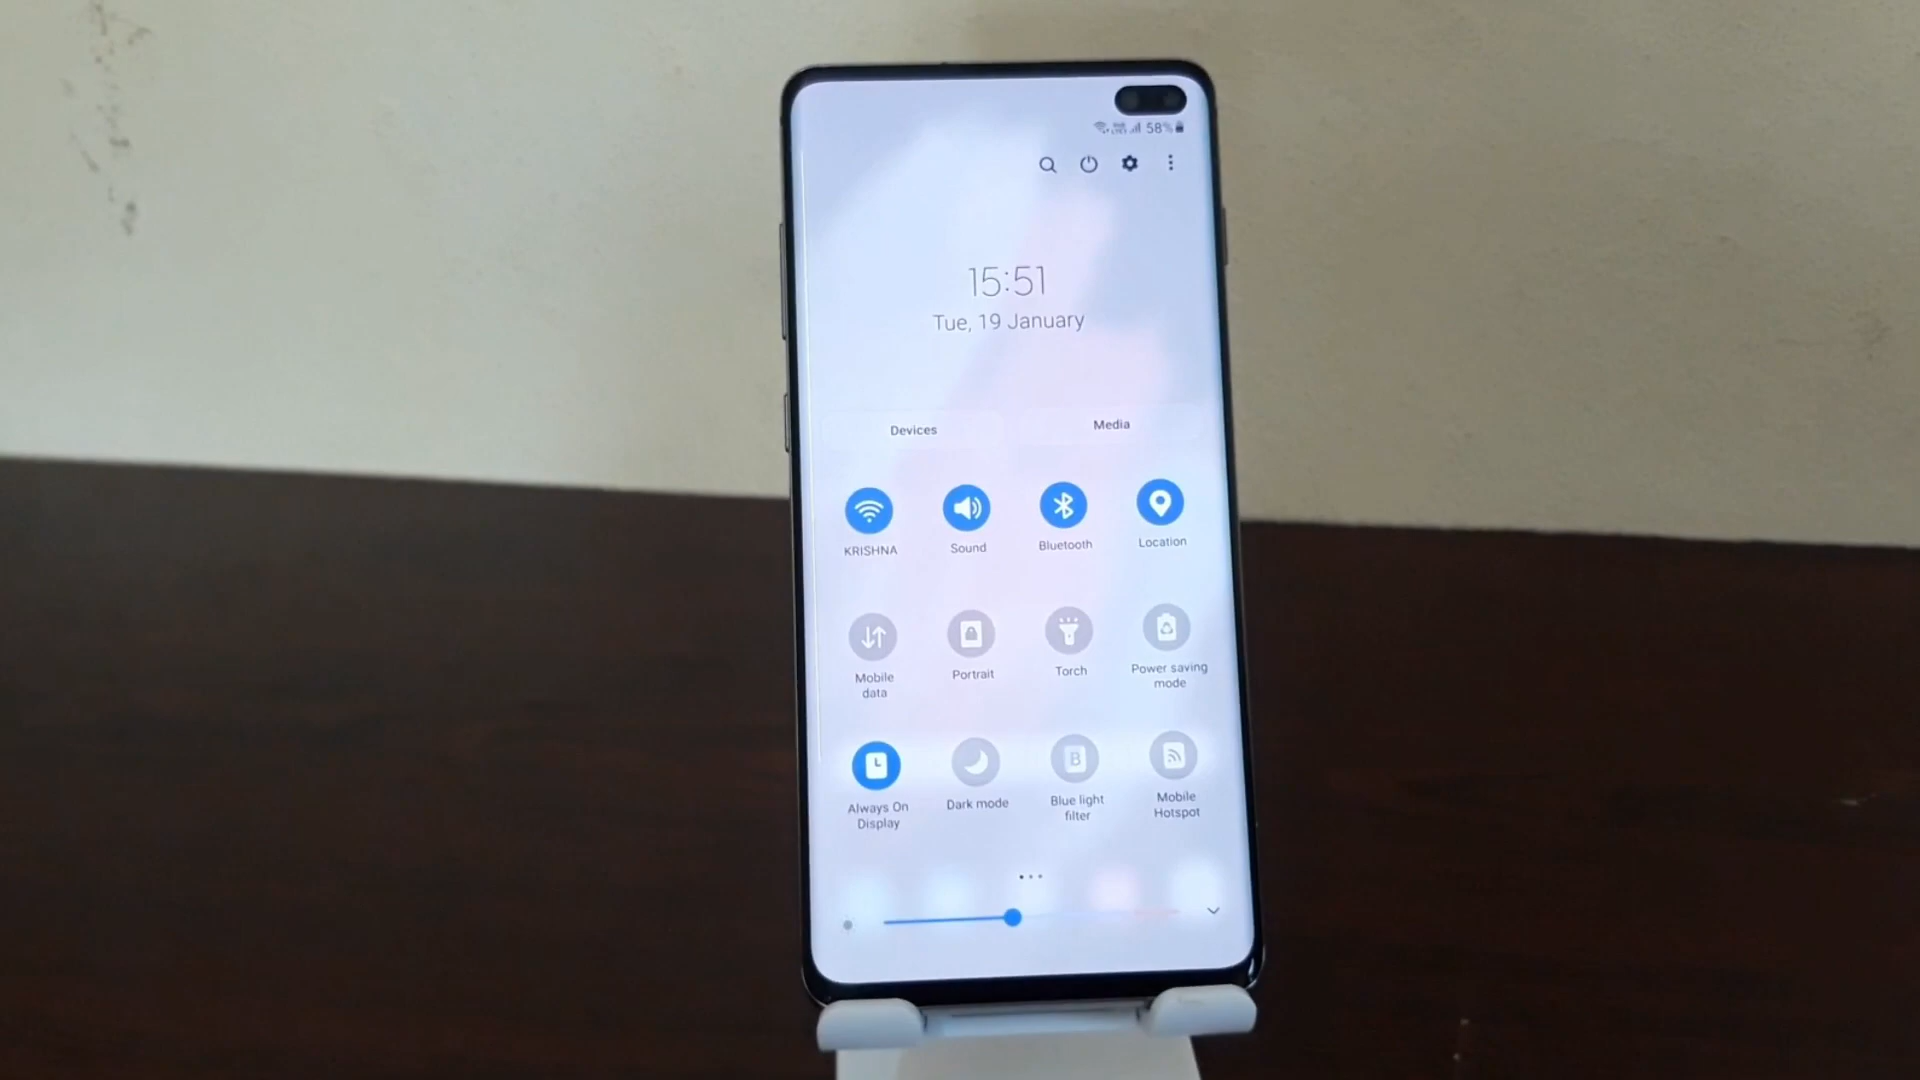 58%
15:51
Tue, 19 January
Devices Media
KRISHNA Sound Bluetooth Location
Mobile data
Portrait
Torch
Power saving mode
Always On Display
Dark mode
Blue light filter
Mobile Hotspot
B